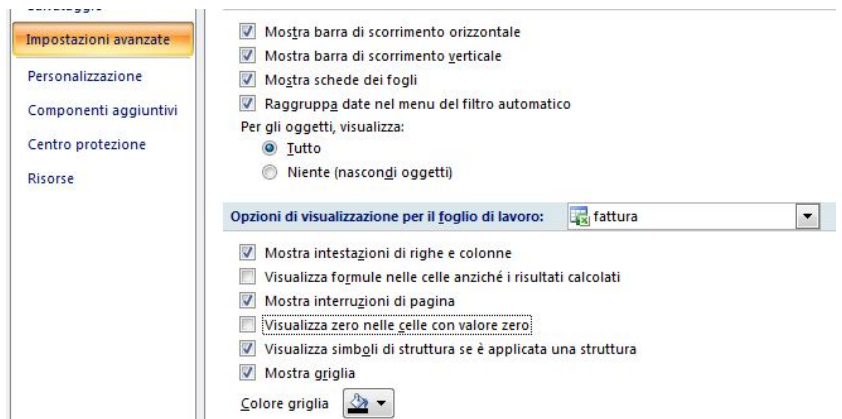 Salvataggio
Impostazioni avanzate
Personalizzazione
Componenti aggiuntivi
Centro protezione
Risorse
Mostra barra di scorrimento orizzontale
Mostra barra di scorrimento verticale
Mostra schede dei fogli
Raggruppa date nel menu del filtro automatico
Per gli oggetti, visualizza:
Tutto
Niente (nascondi oggetti)
Opzioni di visualizzazione per il foglio di lavoro: fattura
Mostra intestazioni di righe e colonne
Visualizza formule nelle celle anziché i risultati calcolati
Mostra interruzioni di pagina
Visualizza zero nelle celle con valore zero
Visualizza simboli di struttura se è applicata una struttura
Mostra griglia
Colore griglia